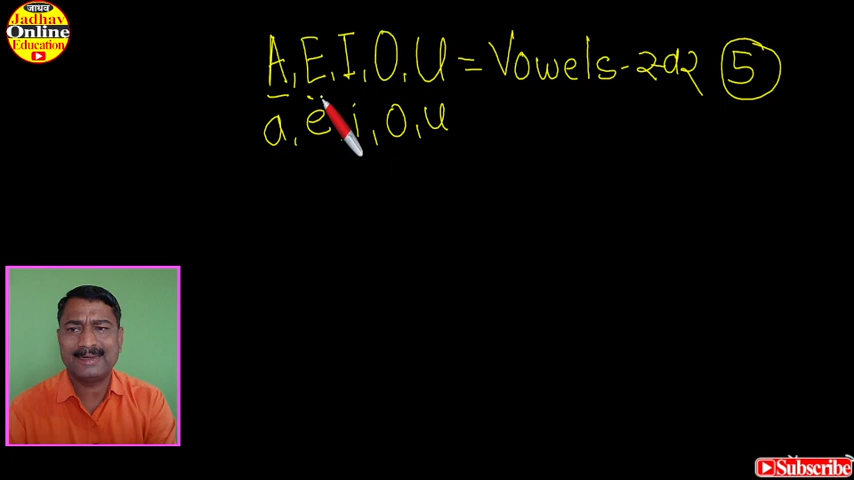 जाधव
Jadhav
Online
Education
A, E, I, O, U = Vowels - स्वर 5
a, e, i, o, u
Subscribe